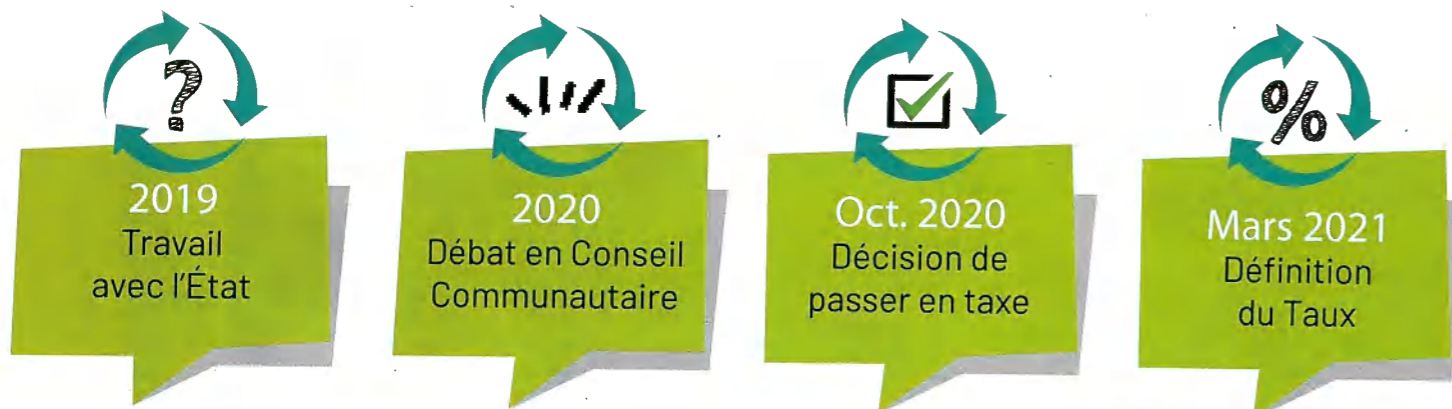 ?
2019
Travail
avec l'État
2020
Débat en Conseil
Communautaire
Oct. 2020
Décision de
passer en taxe
%
Mars 2021
Définition
du Taux